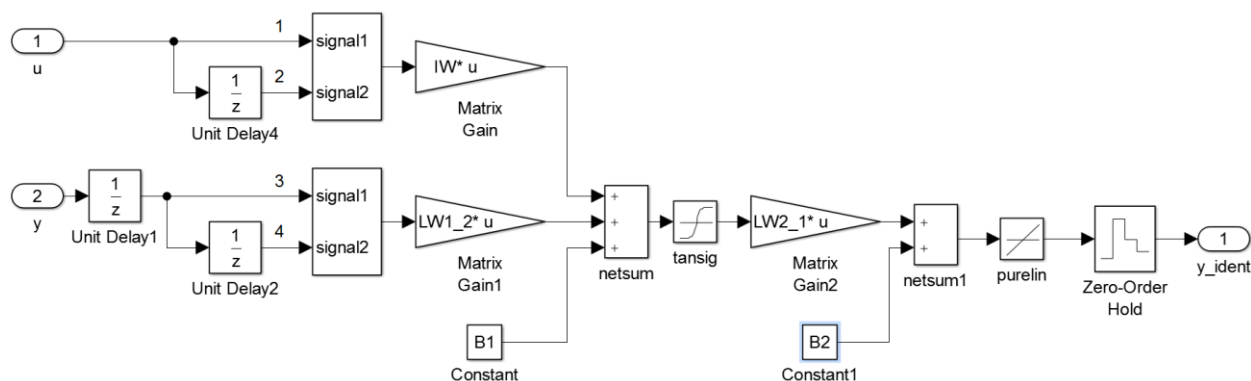 1
u
1
z
Unit Delay4
1
2
signal1
signal2
IW* u
Matrix
Gain
2
y
1
z
Unit Delay1
1
z
Unit Delay2
3
4
signal1
signal2
LW1_2* u
Matrix
Gain1
B1
Constant
+
+
+
netsum
tansig
LW2_1* u
Matrix
Gain2
B2
Constant1
+
+
netsum1
purelin
Zero-Order
Hold
1
y_ident